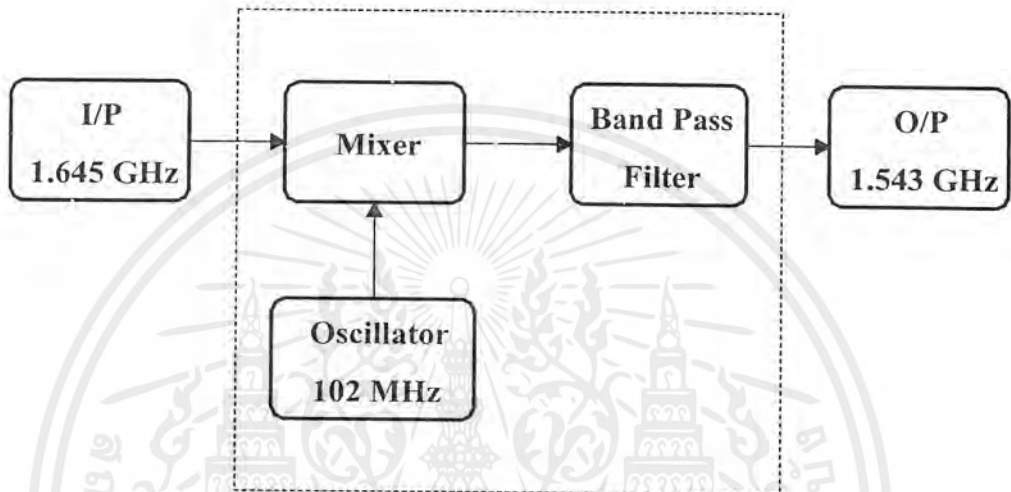 I/P
1.645 GHz
Mixer
Band Pass
Filter
O/P
1.543 GHz
Oscillator
102 MHz